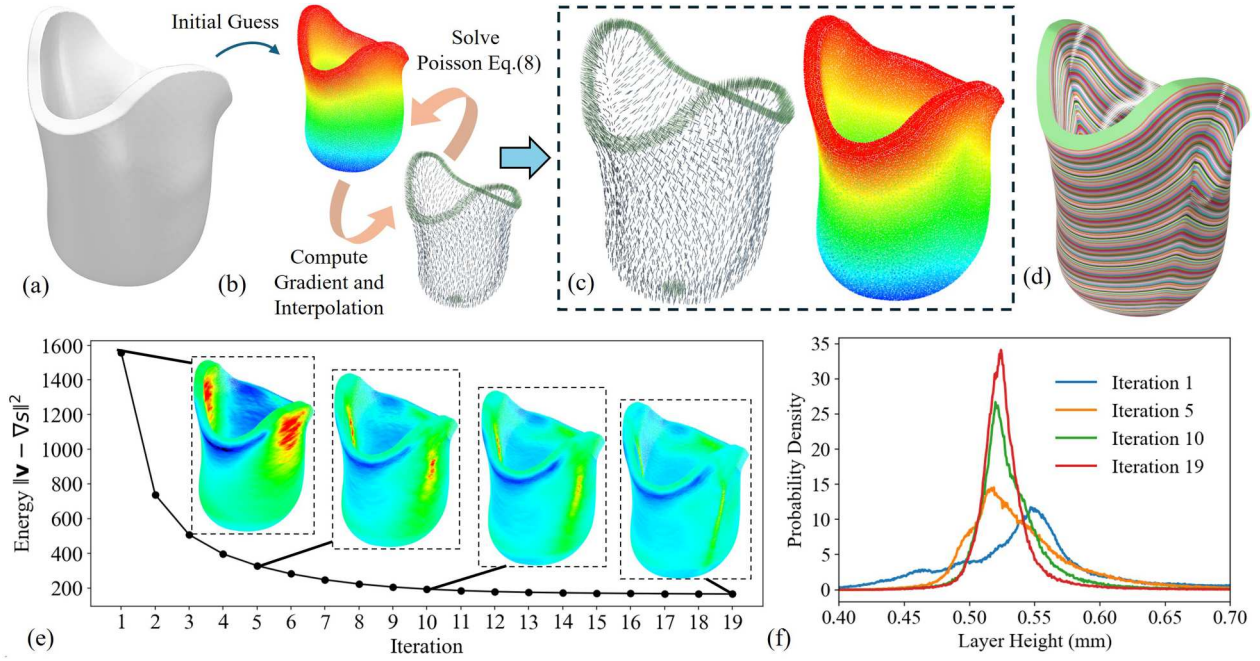 Initial Guess
Solve
Poisson Eq.(8)
Compute
Gradient and
Interpolation
(a)
(b)
(c)
(d)
1600
1400
1200
1000
800
600
400
200
Energy ‖𝐯 − ∇S‖²
1 2 3 4 5 6 7 8 9 10 11 12 13 14 15 16 17 18 19
Iteration
(e)
35
30
25
20
15
10
5
0
Probability Density
Iteration 1
Iteration 5
Iteration 10
Iteration 19
0.40 0.45 0.50 0.55 0.60 0.65 0.70
Layer Height (mm)
(f)